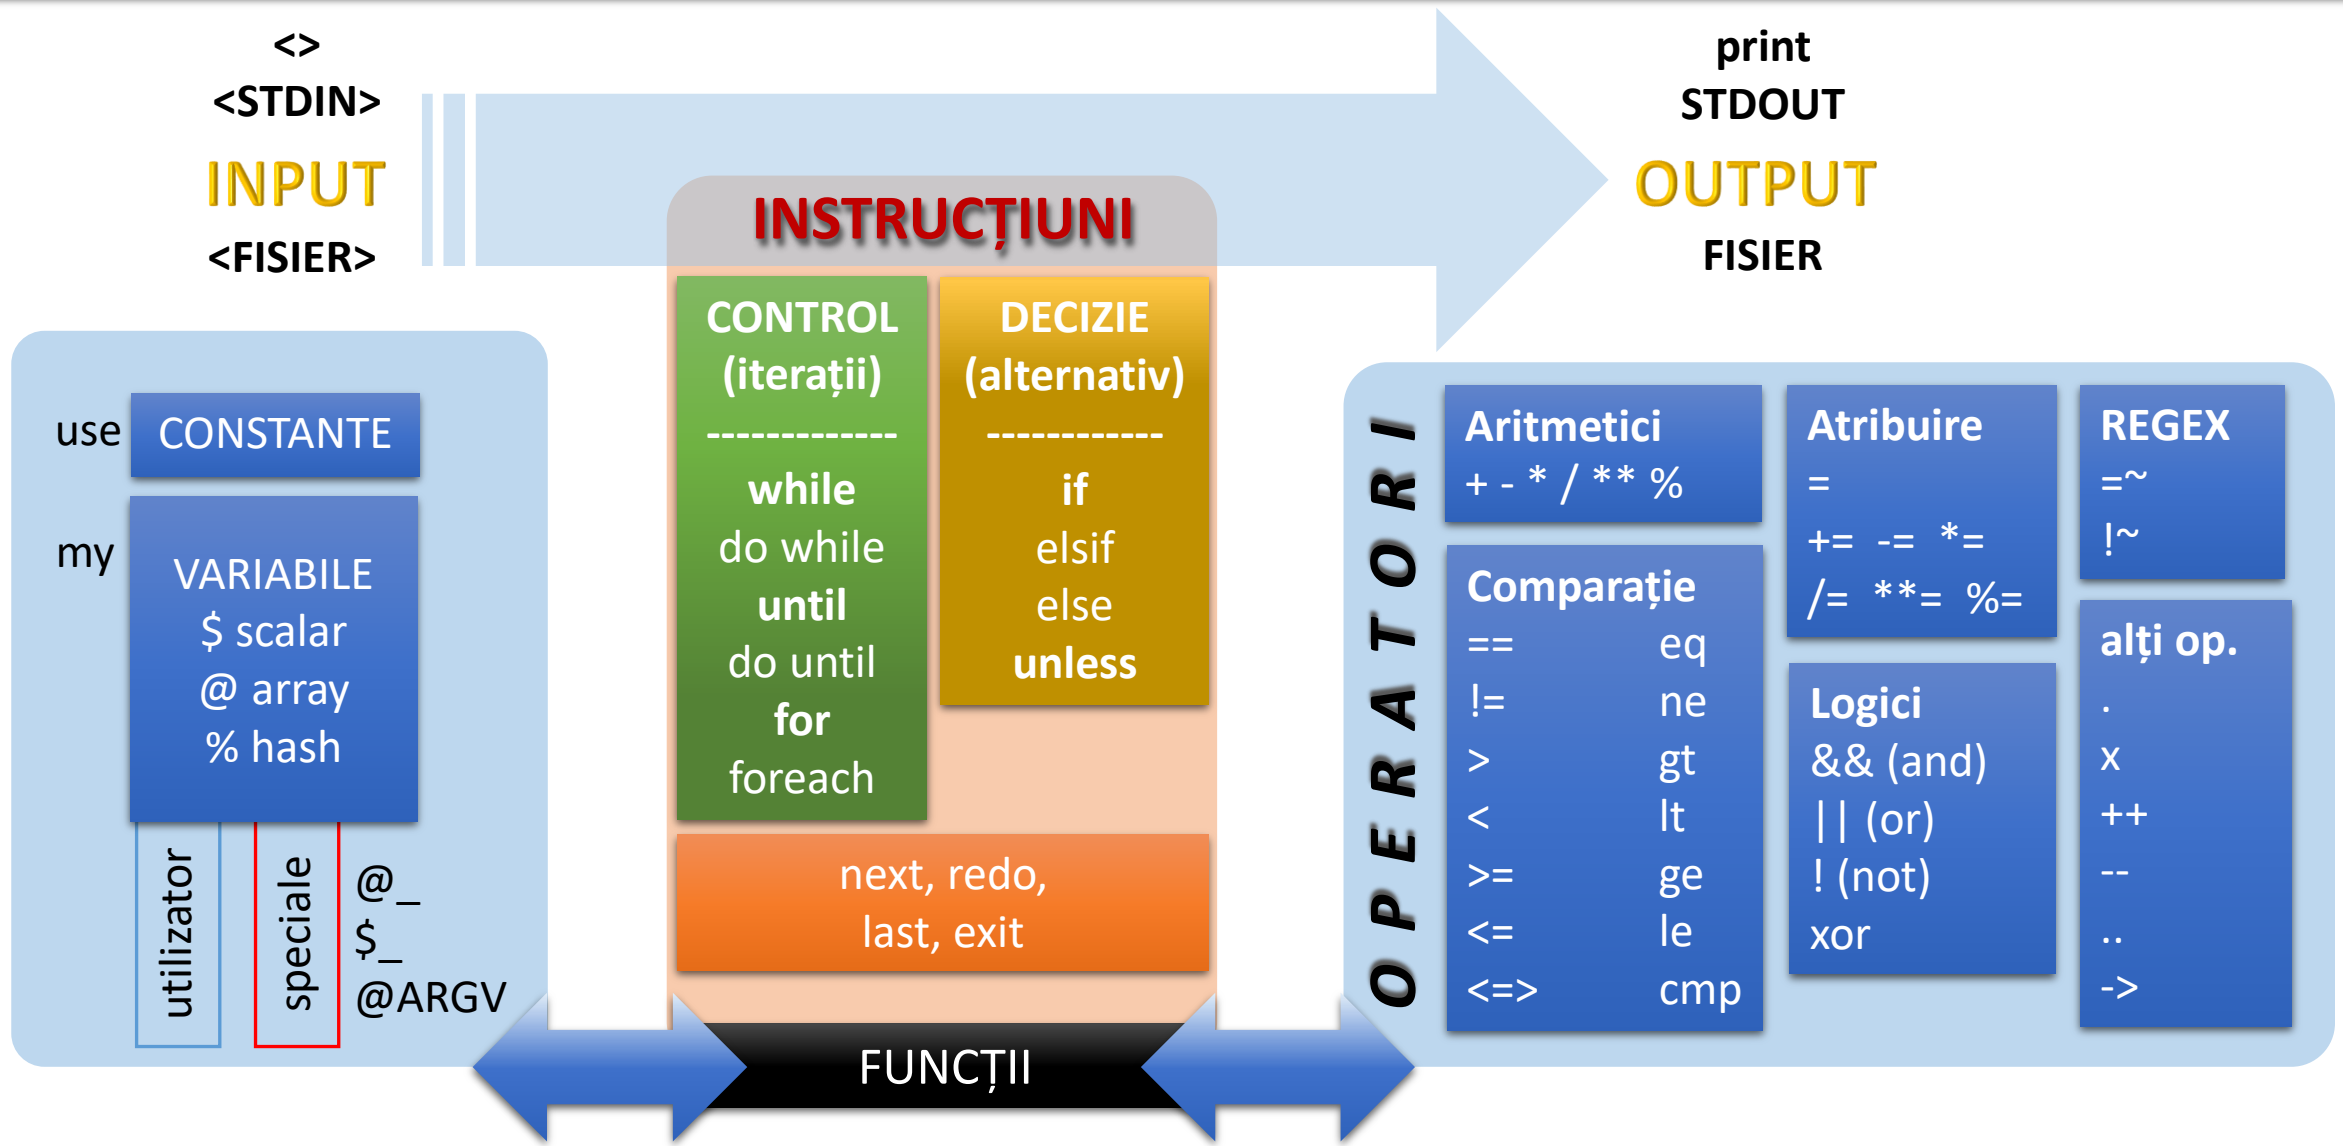 <>
<STDIN>
INPUT
<FISIER>
print
STDOUT
OUTPUT
FISIER
INSTRUCȚIUNI
CONTROL
(iterații)
-------------
while
do while
until
do until
for
foreach
DECIZIE
(alternativ)
------------
if
elsif
else
unless
next, redo,
last, exit
FUNCȚII
use
CONSTANTE
my
VARIABILE
$ scalar
@ array
% hash
utilizator
speciale
@_
$_
@ARGV
OPERATORI
Aritmetici
+ - * / ** %
Comparație
== eq
!= ne
> gt
< lt
>= ge
<= le
<=> cmp
Atribuire
=
+= -= *=
/= **= %=
Logici
&& (and)
|| (or)
! (not)
xor
REGEX
=~
!~
alți op.
.
x
++
--
..
->